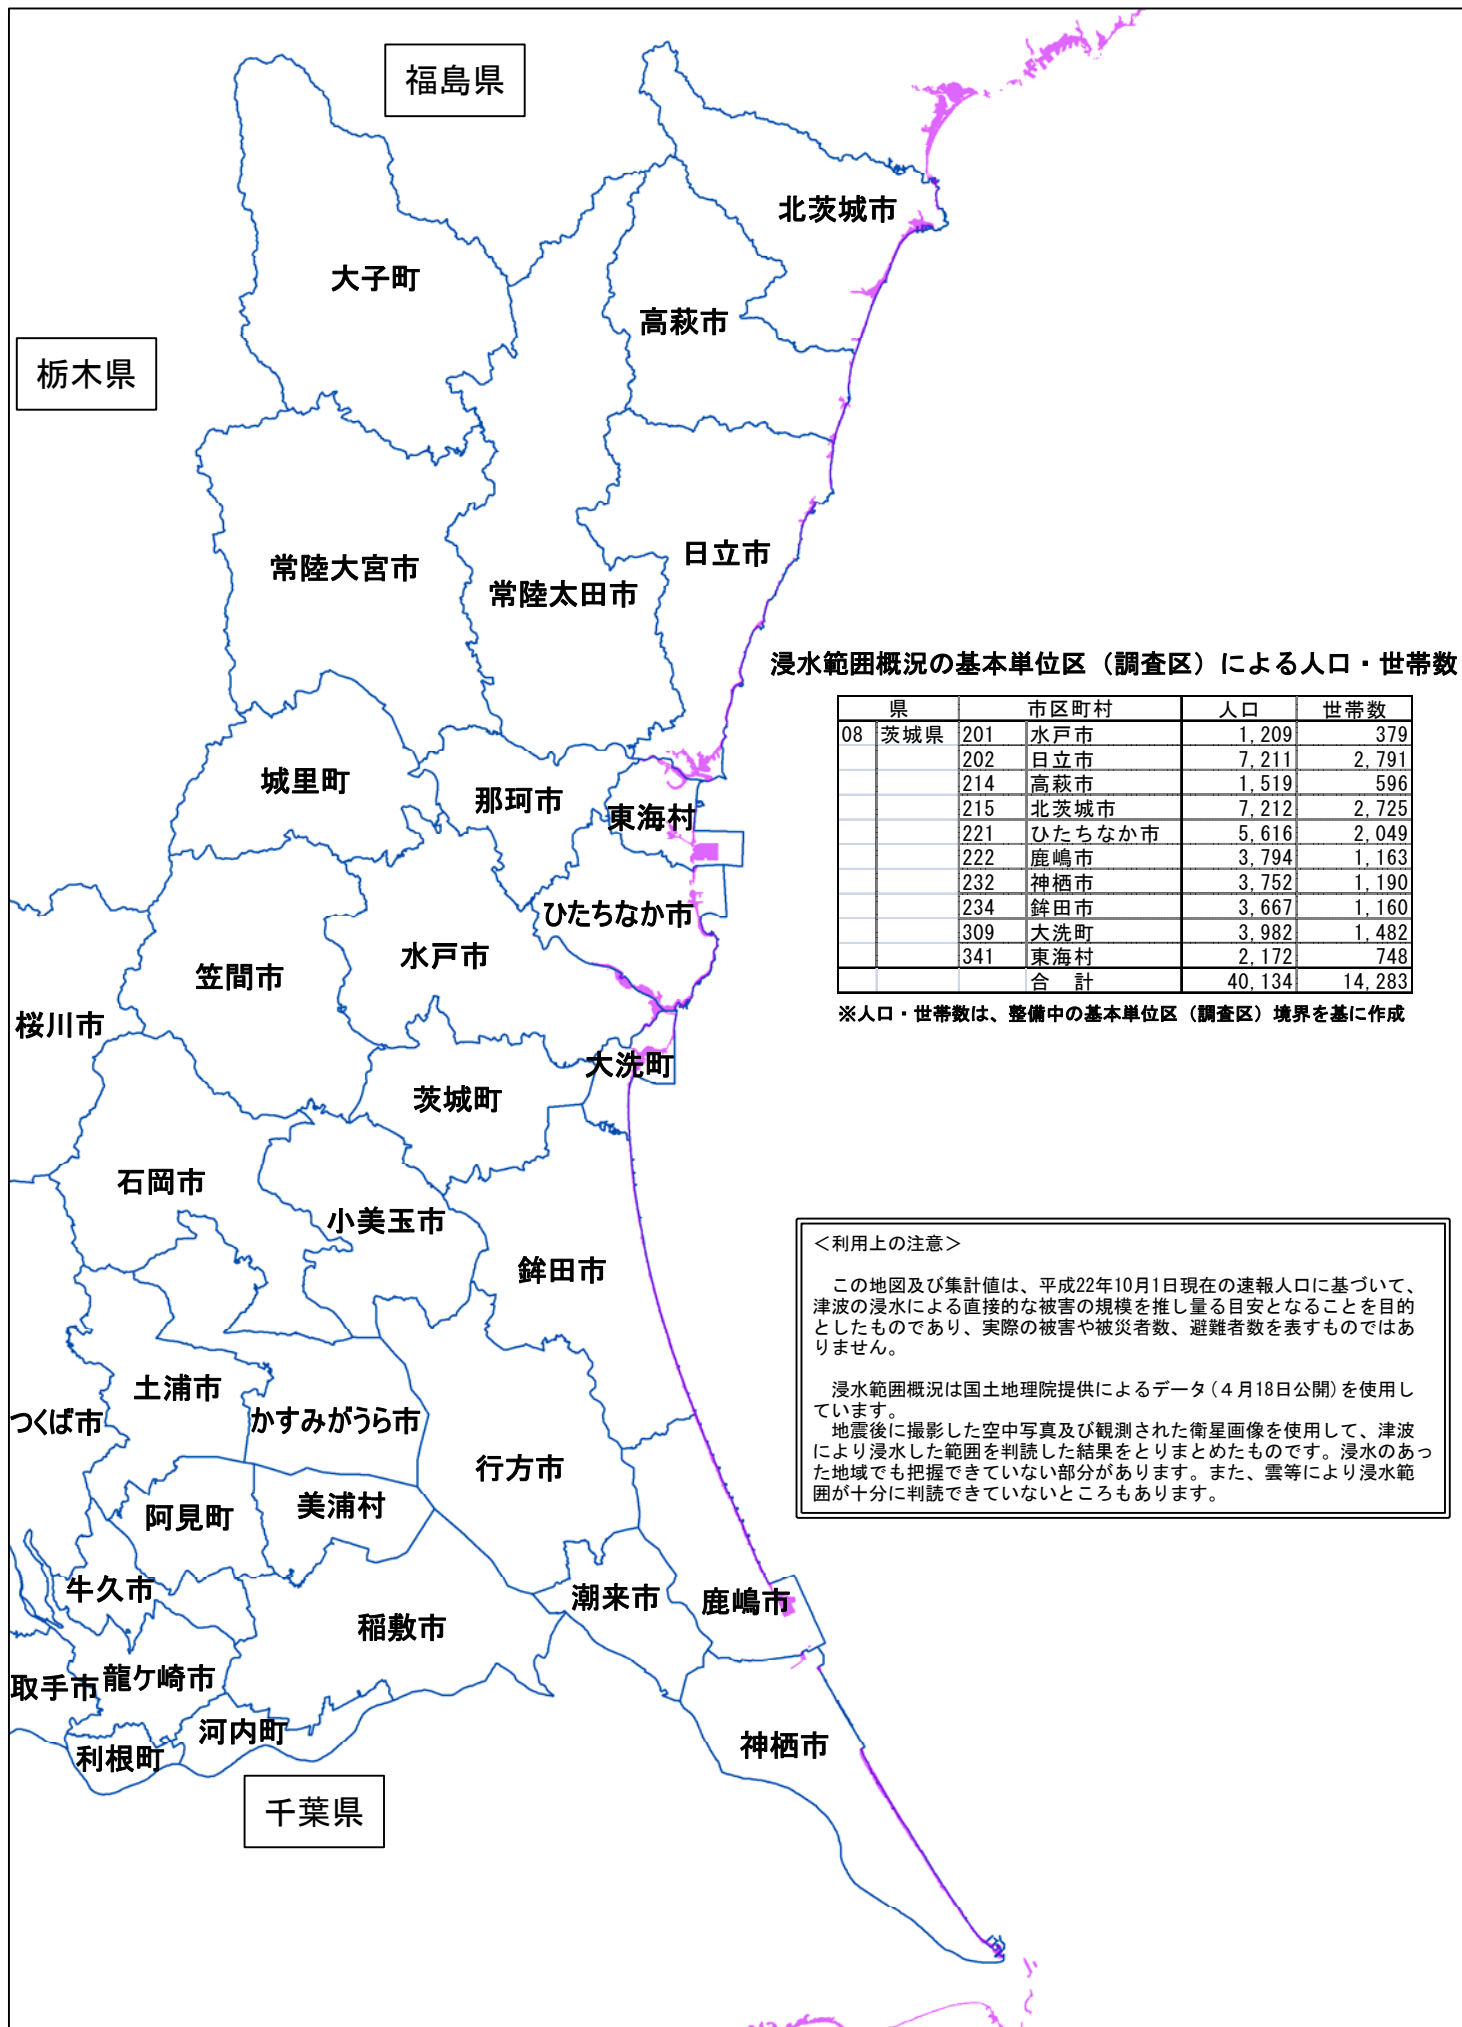 福島県
北茨城市
大子町
高萩市
栃木県
日立市
常陸大宮市
常陸太田市
浸水範囲概況の基本単位区（調査区）による人口・世帯数
県 市区町村 人口 世帯数
08 茨城県 201 水戸市 1,209 379
202 日立市 7,211 2,791
214 高萩市 1,519 596
215 北茨城市 7,212 2,725
221 ひたちなか市 5,616 2,049
222 鹿嶋市 3,794 1,163
232 神栖市 3,752 1,190
234 鉾田市 3,667 1,160
309 大洗町 3,982 1,482
341 東海村 2,172 748
合　計 40,134 14,283
※人口・世帯数は、整備中の基本単位区（調査区）境界を基に作成
城里町
那珂市
東海村
ひたちなか市
水戸市
笠間市
桜川市
大洗町
茨城町
石岡市
小美玉市
鉾田市
＜利用上の注意＞
この地図及び集計値は、平成22年10月1日現在の速報人口に基づいて、
津波の浸水による直接的な被害の規模を推し量る目安となることを目的
としたものであり、実際の被害や被災者数、避難者数を表すものではあ
りません。
浸水範囲概況は国土地理院提供によるデータ（４月18日公開）を使用し
ています。
地震後に撮影した空中写真及び観測された衛星画像を使用して、津波
により浸水した範囲を判読した結果をとりまとめたものです。浸水のあっ
た地域でも把握できていない部分があります。また、雲等により浸水範
囲が十分に判読できていないところもあります。
土浦市
つくば市
かすみがうら市
行方市
阿見町
美浦村
牛久市
潮来市
鹿嶋市
稲敷市
取手市
龍ケ崎市
河内町
利根町
神栖市
千葉県